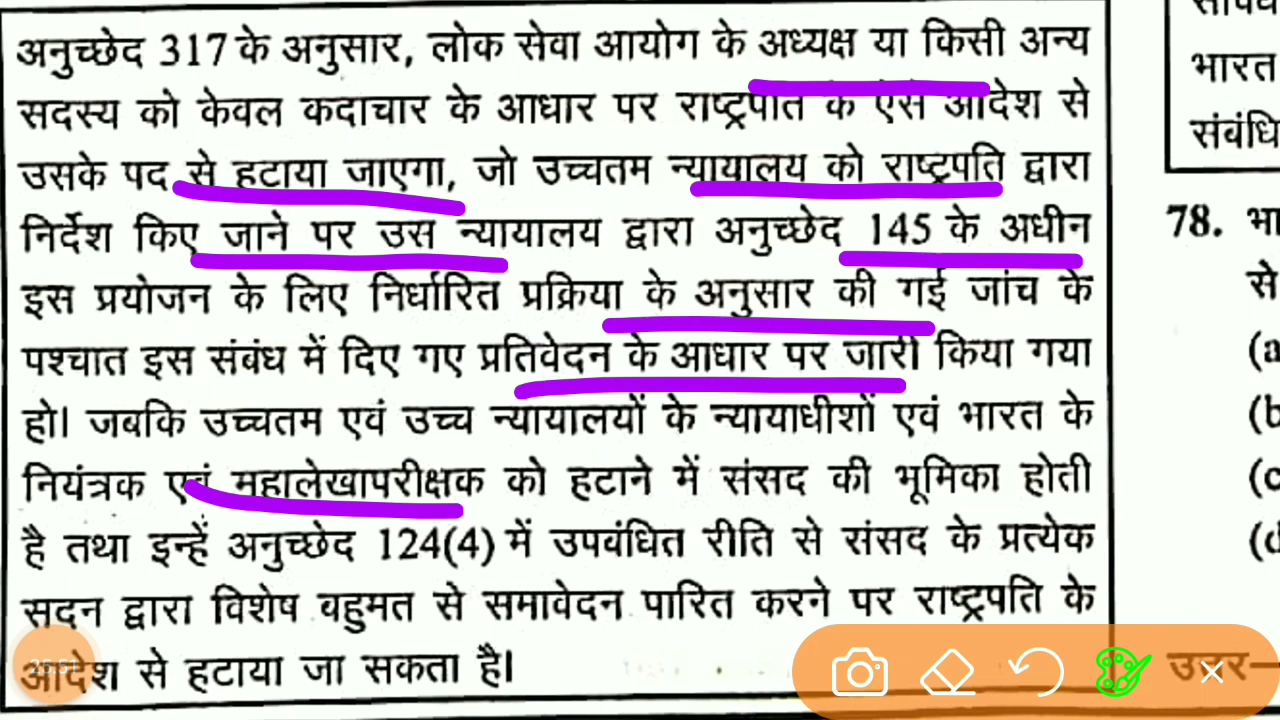 अनुच्छेद 317 के अनुसार, लोक सेवा आयोग के अध्यक्ष या किसी अन्य
सदस्य को केवल कदाचार के आधार पर राष्ट्रपति के ऐसे आदेश से
उसके पद से हटाया जाएगा, जो उच्चतम न्यायालय को राष्ट्रपति द्वारा
निर्देश किए जाने पर उस न्यायालय द्वारा अनुच्छेद 145 के अधीन
इस प्रयोजन के लिए निर्धारित प्रक्रिया के अनुसार की गई जांच के
पश्चात इस संबंध में दिए गए प्रतिवेदन के आधार पर जारी किया गया
हो। जबकि उच्चतम एवं उच्च न्यायालयों के न्यायाधीशों एवं भारत के
नियंत्रक एवं महालेखापरीक्षक को हटाने में संसद की भूमिका होती
है तथा इन्हें अनुच्छेद 124(4) में उपबंधित रीति से संसद के प्रत्येक
सदन द्वारा विशेष बहुमत से समावेदन पारित करने पर राष्ट्रपति के
आदेश से हटाया जा सकता है।
भारत
संबंधि
78. भा
से
(a
(b
(c
(d
उत्तर–